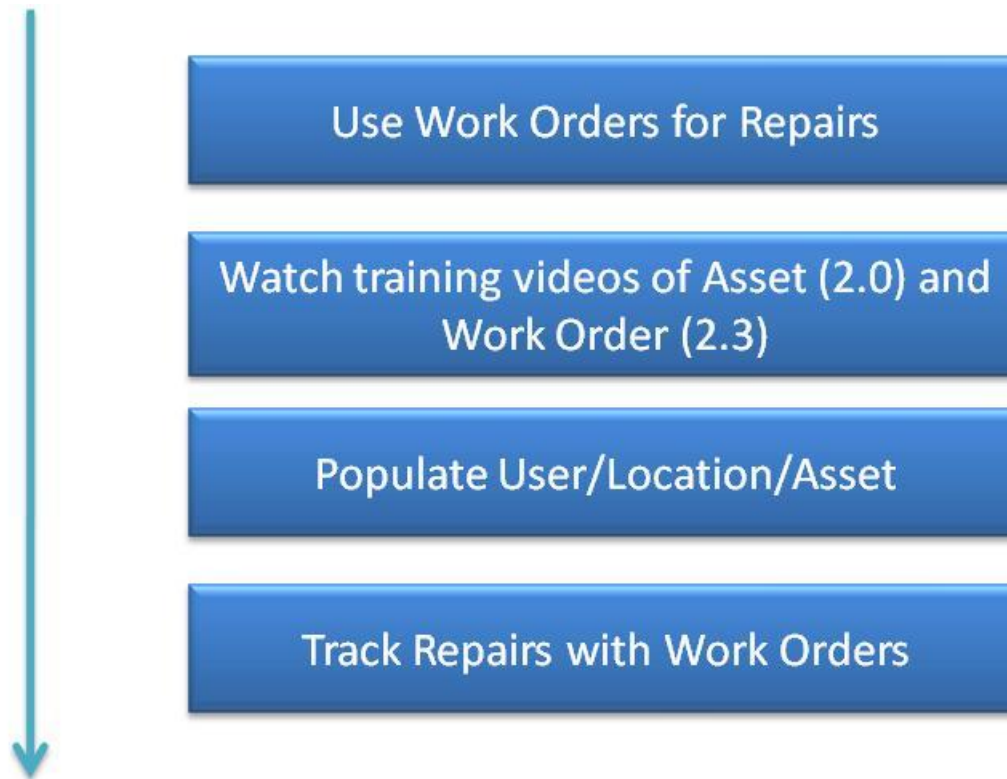 Use Work Orders for Repairs
Watch training videos of Asset (2.0) and
Work Order (2.3)
Populate User/Location/Asset
Track Repairs with Work Orders